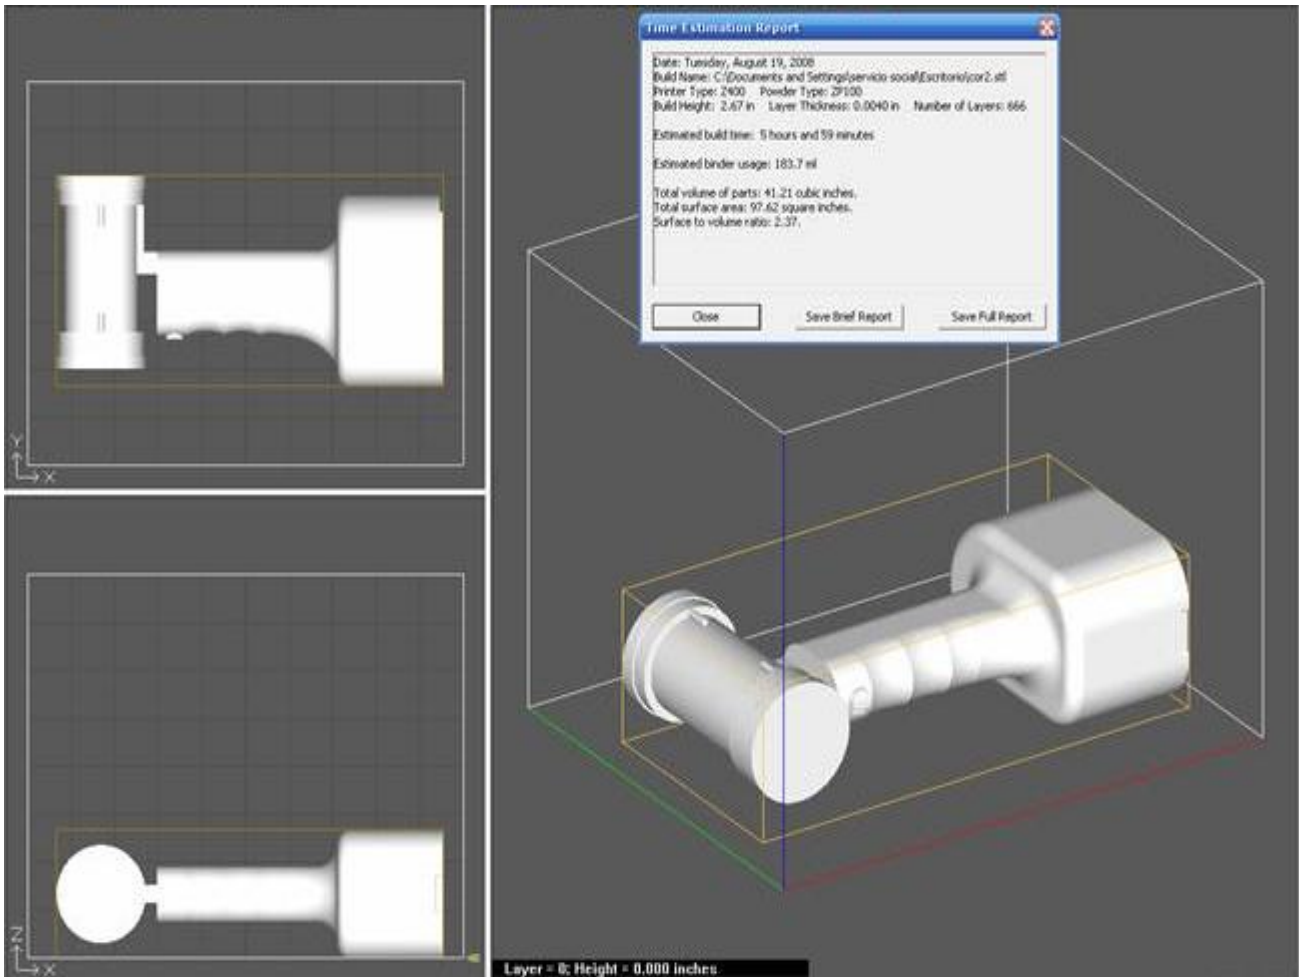 Time Estimation Report
Date: Tuesday, August 19, 2008
Build Name: C:\Documents and Settings\servicio social\Escritorio\cor2.stl
Printer Type: Z400 Powder Type: ZP100
Build Height: 2.67 in Layer Thickness: 0.0040 in Number of Layers: 666
Estimated build time: 5 hours and 59 minutes
Estimated binder usage: 183.7 ml
Total volume of parts: 41.21 cubic inches.
Total surface area: 97.62 square inches.
Surface to volume ratio: 2.37.
Close Save Brief Report Save Full Report
Y
X
Z
X
Layer = 0; Height = 0.000 inches